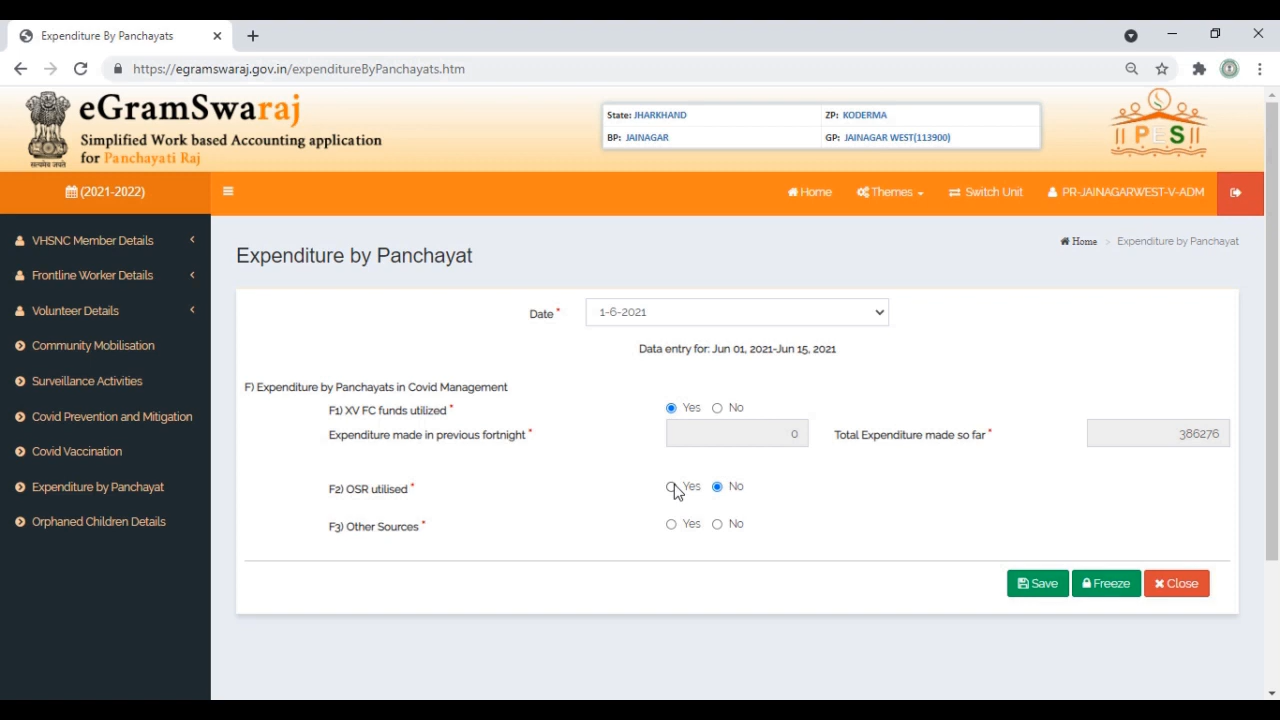 Expenditure By Panchayats
https://egramswaraj.gov.in/expenditureByPanchayats.htm
eGramSwaraj
Simplified Work based Accounting application
for Panchayati Raj
सत्यमेव जयते
State: JHARKHAND
ZP: KODERMA
BP: JAINAGAR
GP: JAINAGAR WEST(113900)
PES
(2021-2022)
Home
Themes
Switch Unit
PR-JAINAGARWEST-V-ADM
VHSNC Member Details
Frontline Worker Details
Volunteer Details
Community Mobilisation
Surveillance Activities
Covid Prevention and Mitigation
Covid Vaccination
Expenditure by Panchayat
Orphaned Children Details
Home > Expenditure by Panchayat
Expenditure by Panchayat
Date *
1-6-2021
Data entry for: Jun 01, 2021-Jun 15, 2021
F) Expenditure by Panchayats in Covid Management
F1) XV FC funds utilized * Yes No
Expenditure made in previous fortnight * 0 Total Expenditure made so far * 386276
F2) OSR utilised * Yes No
F3) Other Sources * Yes No
Save Freeze Close